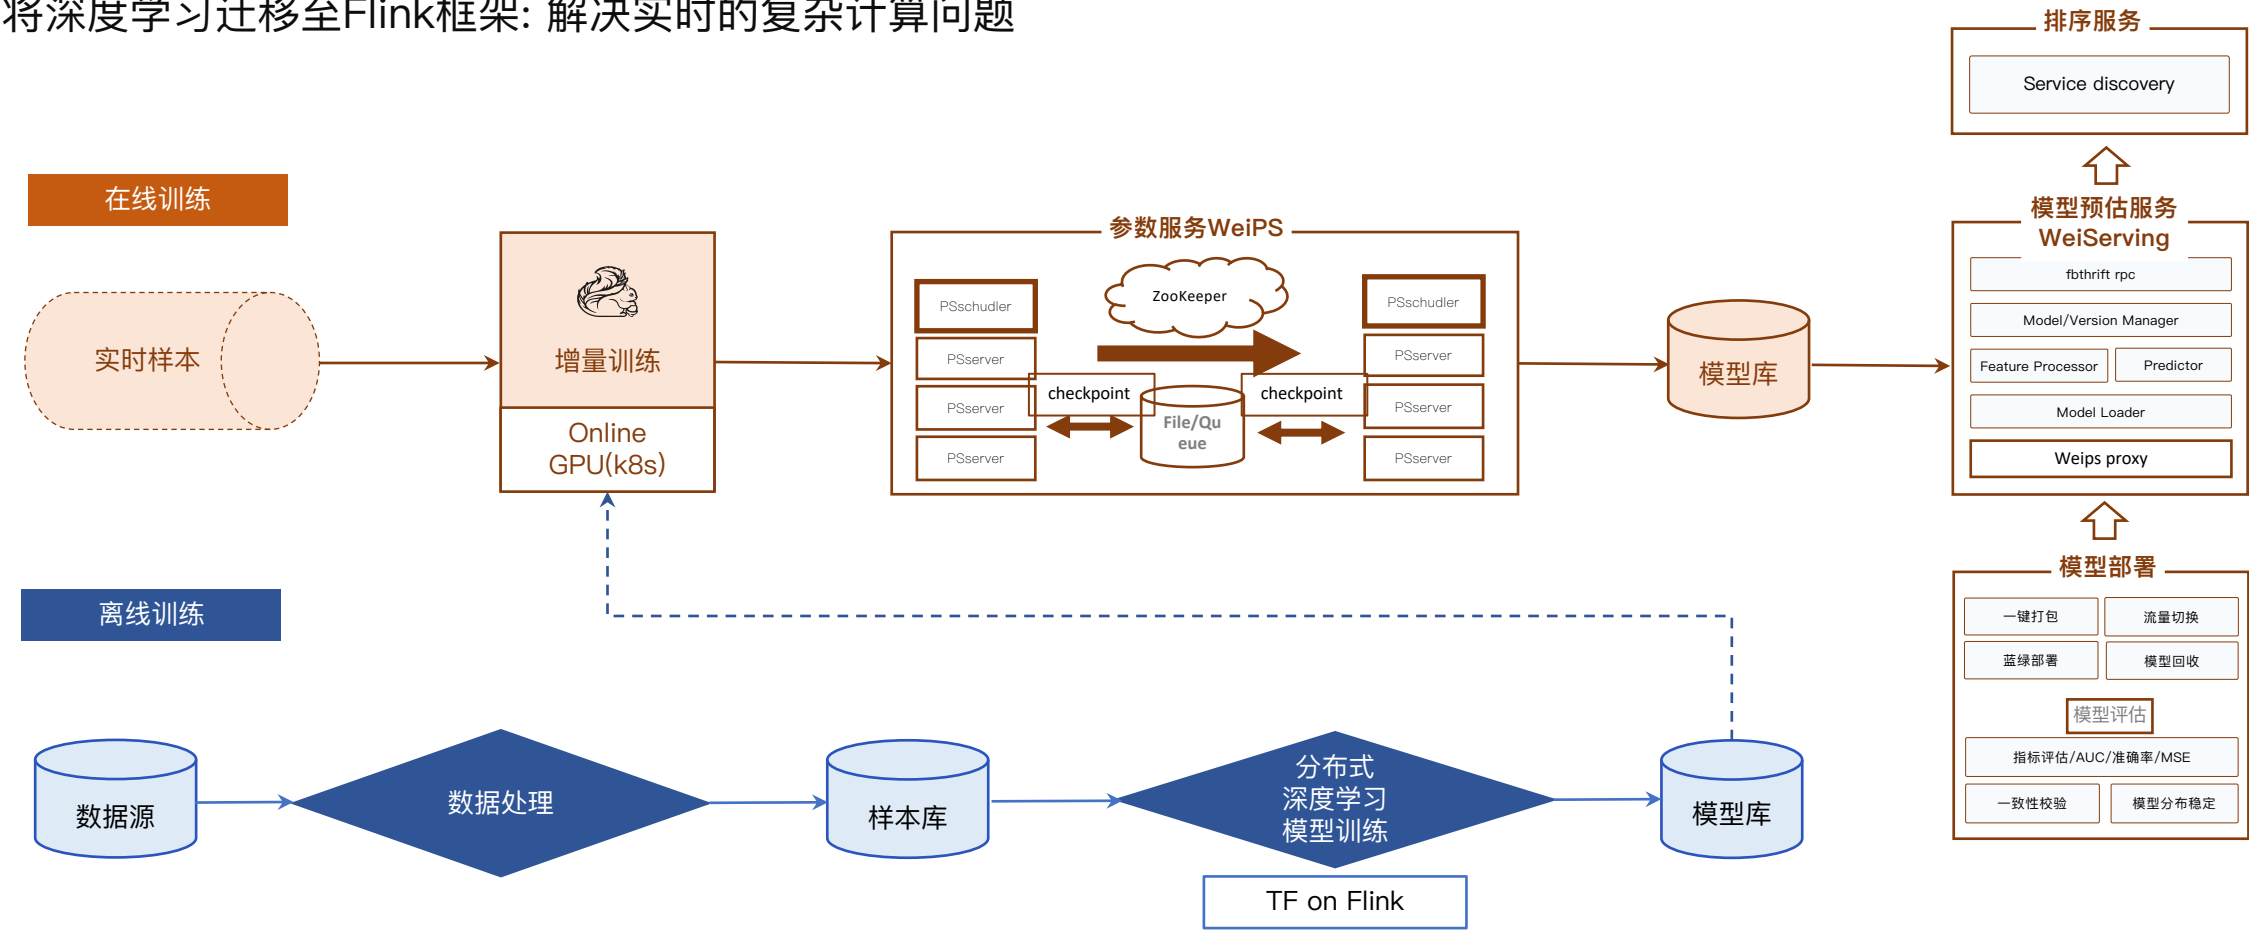 将深度学习迁移至Flink框架: 解决实时的复杂计算问题
排序服务
Service discovery
在线训练
实时样本
增量训练
Online
GPU(k8s)
参数服务WeiPS
PSschudler
PSserver
PSserver
PSserver
ZooKeeper
checkpoint
File/Qu
eue
checkpoint
PSschudler
PSserver
PSserver
PSserver
模型库
模型预估服务
WeiServing
fbthrift rpc
Model/Version Manager
Feature Processor
Predictor
Model Loader
Weips proxy
模型部署
一键打包
流量切换
蓝绿部署
模型回收
模型评估
指标评估/AUC/准确率/MSE
一致性校验
模型分布稳定
离线训练
数据源
数据处理
样本库
分布式
深度学习
模型训练
TF on Flink
模型库